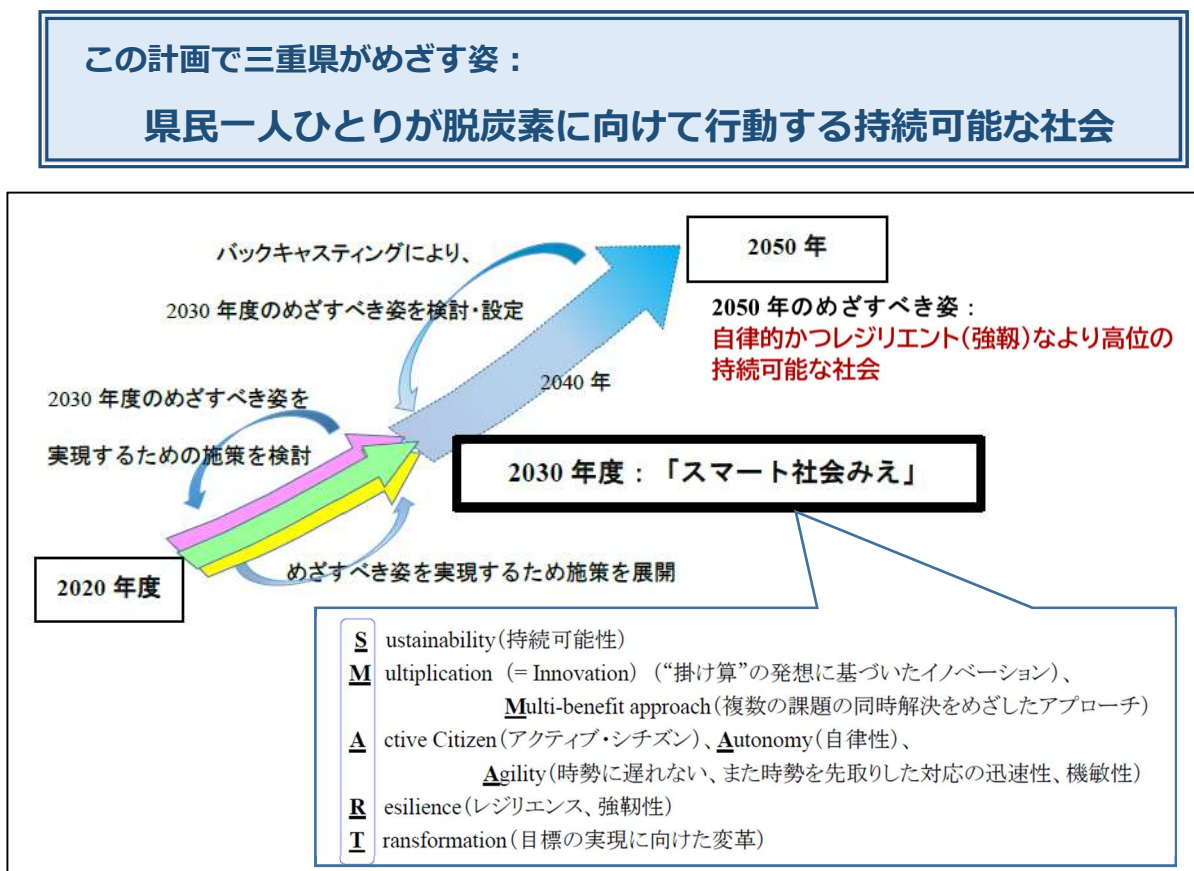 この計画で三重県がめざす姿：
県民一人ひとりが脱炭素に向けて行動する持続可能な社会
バックキャスティングにより、
2030 年度のめざすべき姿を検討・設定
2050 年
2050 年のめざすべき姿：
自律的かつレジリエント(強靱)なより高位の
持続可能な社会
2040 年
2030 年度のめざすべき姿を
実現するための施策を検討
2030 年度：「スマート社会みえ」
2020 年度
めざすべき姿を実現するため施策を展開
S ustainability(持続可能性)
M ultiplication (= Innovation) (“掛け算”の発想に基づいたイノベーション)、
Multi-benefit approach(複数の課題の同時解決をめざしたアプローチ)
A ctive Citizen(アクティブ・シチズン)、Autonomy(自律性)、
Agility(時勢に遅れない、また時勢を先取りした対応の迅速性、機敏性)
R esilience(レジリエンス、強靱性)
T ransformation(目標の実現に向けた変革)